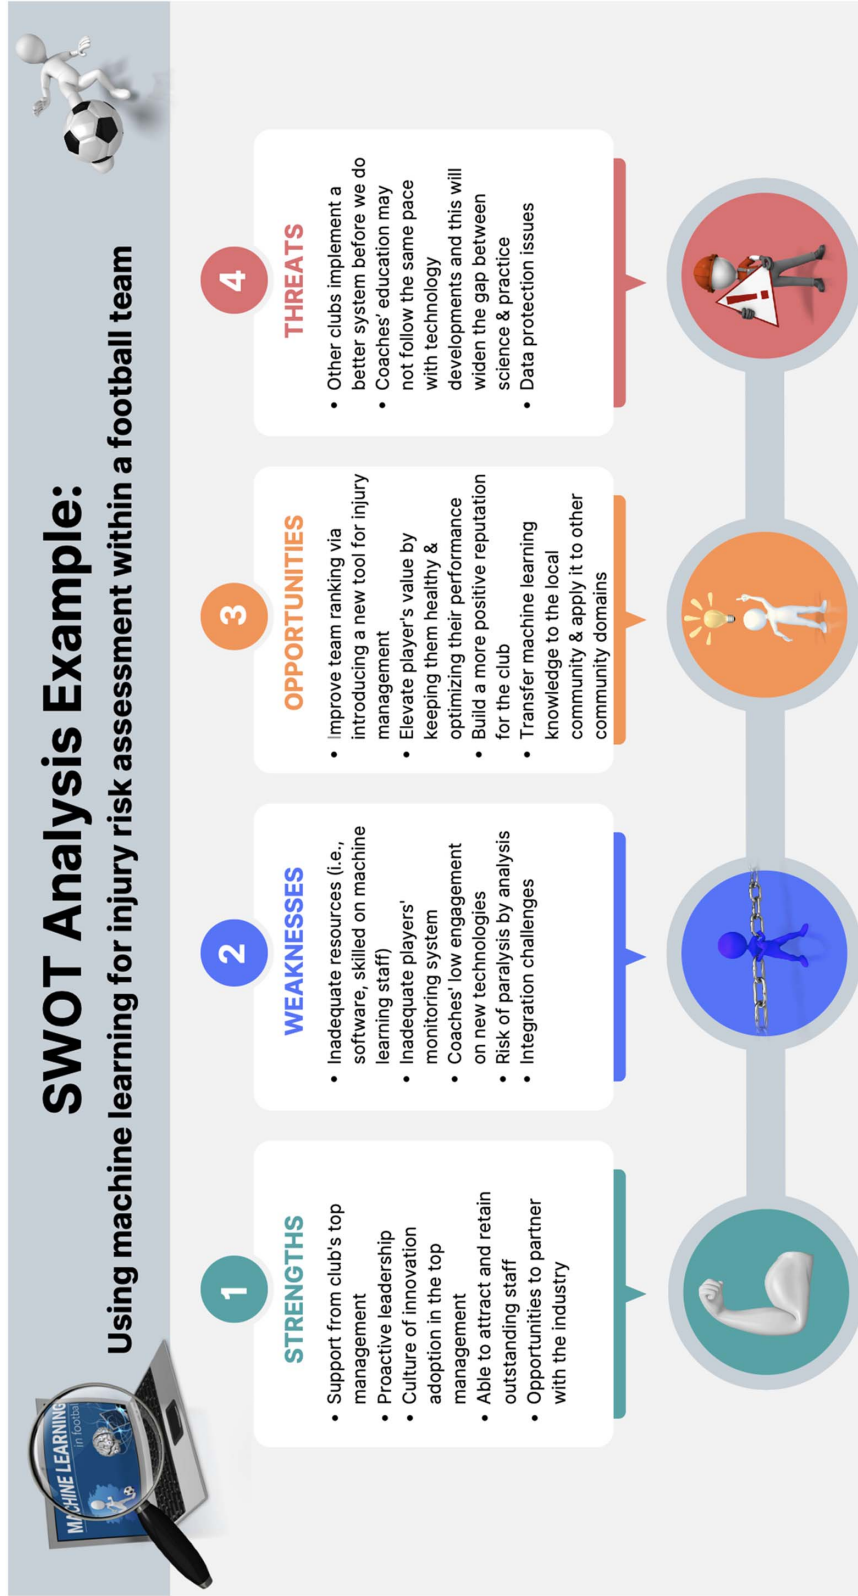 SWOT Analysis Example:
Using machine learning for injury risk assessment within a football team
MACHINE LEARNING
in football
1
STRENGTHS
• Support from club's top
management
• Proactive leadership
• Culture of innovation
adoption in the top
management
• Able to attract and retain
outstanding staff
• Opportunities to partner
with the industry
2
WEAKNESSES
• Inadequate resources (i.e.,
software, skilled on machine
learning staff)
• Inadequate players'
monitoring system
• Coaches' low engagement
on new technologies
• Risk of paralysis by analysis
• Integration challenges
3
OPPORTUNITIES
• Improve team ranking via
introducing a new tool for injury
management
• Elevate player's value by
keeping them healthy &
optimizing their performance
• Build a more positive reputation
for the club
• Transfer machine learning
knowledge to the local
community & apply it to other
community domains
4
THREATS
• Other clubs implement a
better system before we do
• Coaches' education may
not follow the same pace
with technology
developments and this will
widen the gap between
science & practice
• Data protection issues
!